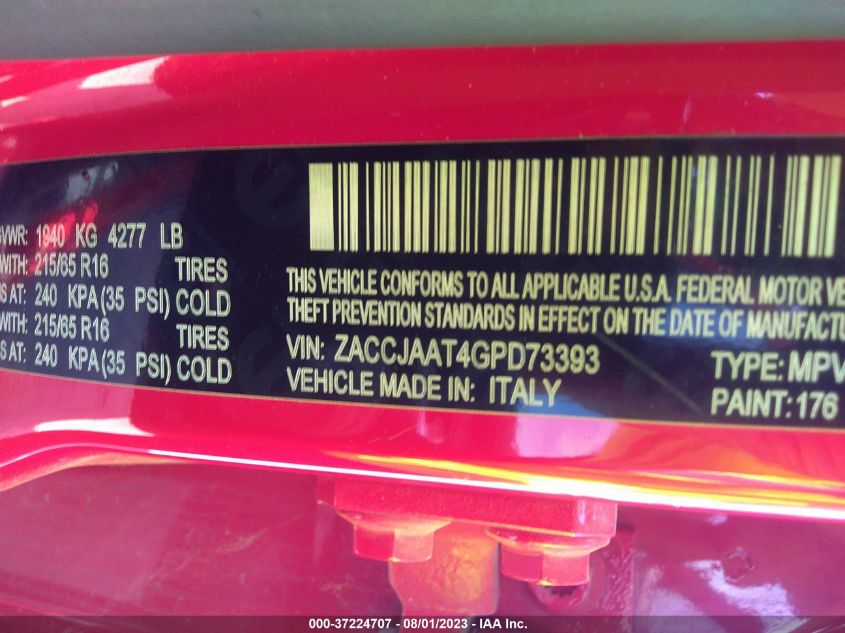 GVWR: 1940 KG 4277 LB
WITH: 215/65 R16 TIRES
AT: 240 KPA (35 PSI) COLD
WITH: 215/65 R16 TIRES
AT: 240 KPA (35 PSI) COLD
THIS VEHICLE CONFORMS TO ALL APPLICABLE U.S.A. FEDERAL MOTOR VE
THEFT PREVENTION STANDARDS IN EFFECT ON THE DATE OF MANUFACTU
VIN: ZACCJAAT4GPD73393 TYPE: MPV
VEHICLE MADE IN: ITALY PAINT: 176
000-37224707 - 08/01/2023 - IAA Inc.